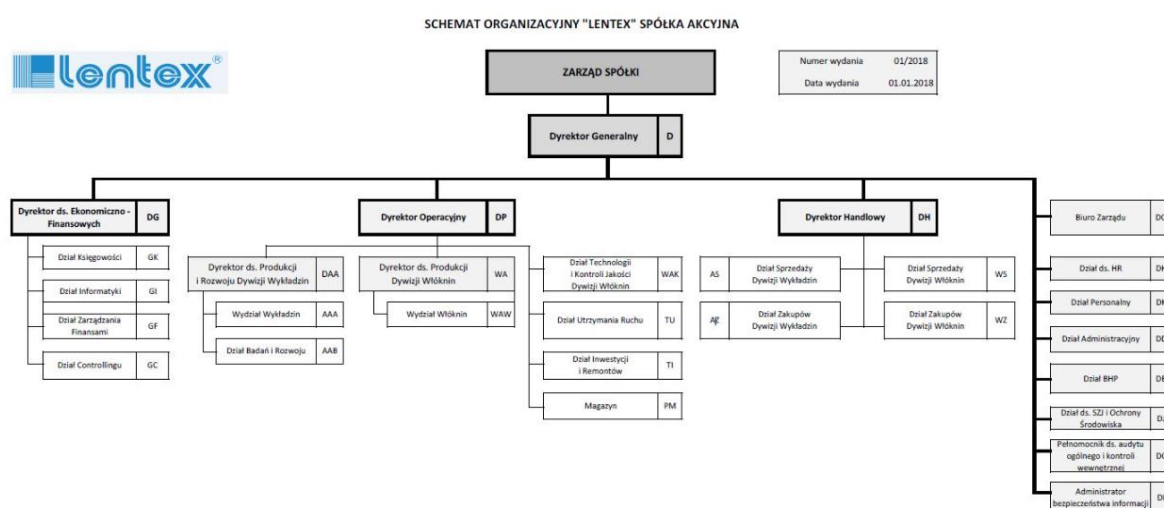 SCHEMAT ORGANIZACYJNY "LENTEX" SPÓŁKA AKCYJNA
lentex®
ZARZĄD SPÓŁKI
Numer wydania 01/2018
Data wydania 01.01.2018
Dyrektor Generalny D
Dyrektor ds. Ekonomiczno -
Finansowych DG
Dyrektor Operacyjny DP
Dyrektor Handlowy DH
Dział Księgowości GK
Dział Informatyki GI
Dział Zarządzania
Finansami GF
Dział Controllingu GC
Dyrektor ds. Produkcji
i Rozwoju Dywizji Wykładzin DAA
Wydział Wykładzin AAA
Dział Badań i Rozwoju AAB
Dyrektor ds. Produkcji
Dywizji Włóknin WA
Wydział Włóknin WAW
Dział Technologii
i Kontroli Jakości
Dywizji Włóknin WAK
Dział Utrzymania Ruchu TU
Dział Inwestycji
i Remontów TI
Magazyn PM
AS Dział Sprzedaży
Dywizji Wykładzin
Dział Zakupów
Dywizji Wykładzin
Dział Sprzedaży
Dywizji Włóknin WS
Dział Zakupów
Dywizji Włóknin WZ
Biuro Zarządu
Dział ds. HR
Dział Personalny
Dział Administracyjny
Dział BHP
Dział ds. SZJ i Ochrony
Środowiska
Pełnomocnik ds. audytu
ogólnego i kontroli
wewnętrznej
Administrator
bezpieczeństwa informacji